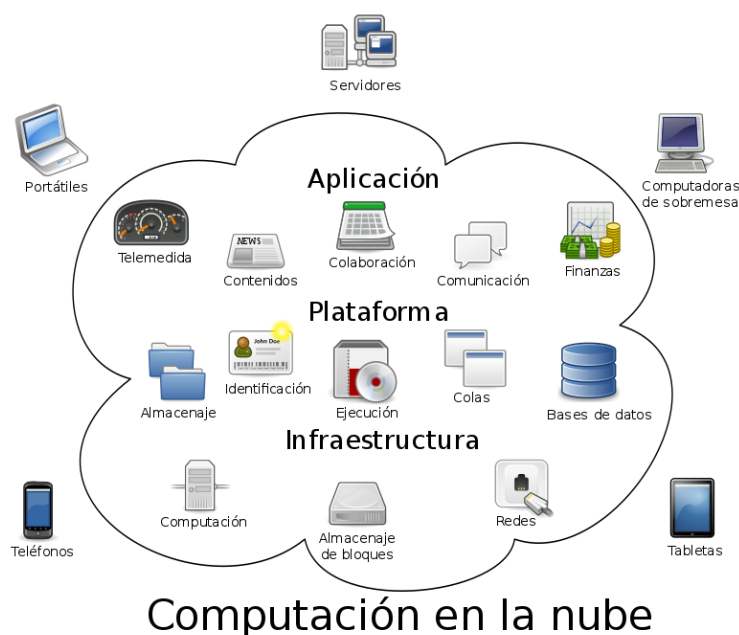 Servidores
Portátiles
Computadoras
de sobremesa
Aplicación
Telemedida
NEWS
Contenidos
Colaboración
Comunicación
Finanzas
Plataforma
Almacenaje
John Doe
Identificación
Ejecución
Colas
Bases de datos
Infraestructura
Computación
Almacenaje
de bloques
Redes
Teléfonos
Tabletas
Computación en la nube